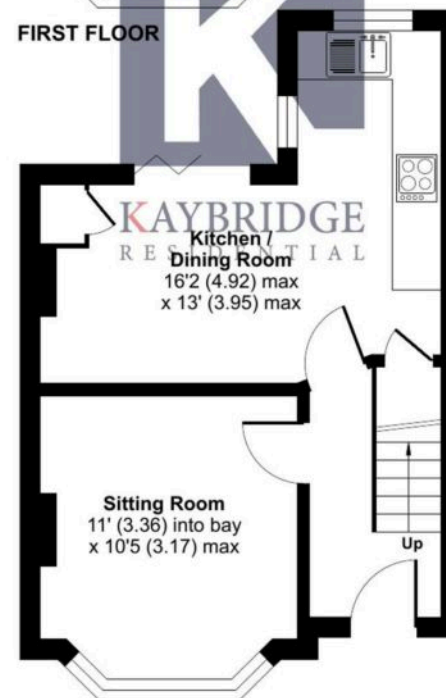 FIRST FLOOR
KAYBRIDGE
RESIDENTIAL
Kitchen /
Dining Room
16'2 (4.92) max
x 13' (3.95) max
Sitting Room
11' (3.36) into bay
x 10'5 (3.17) max
Up